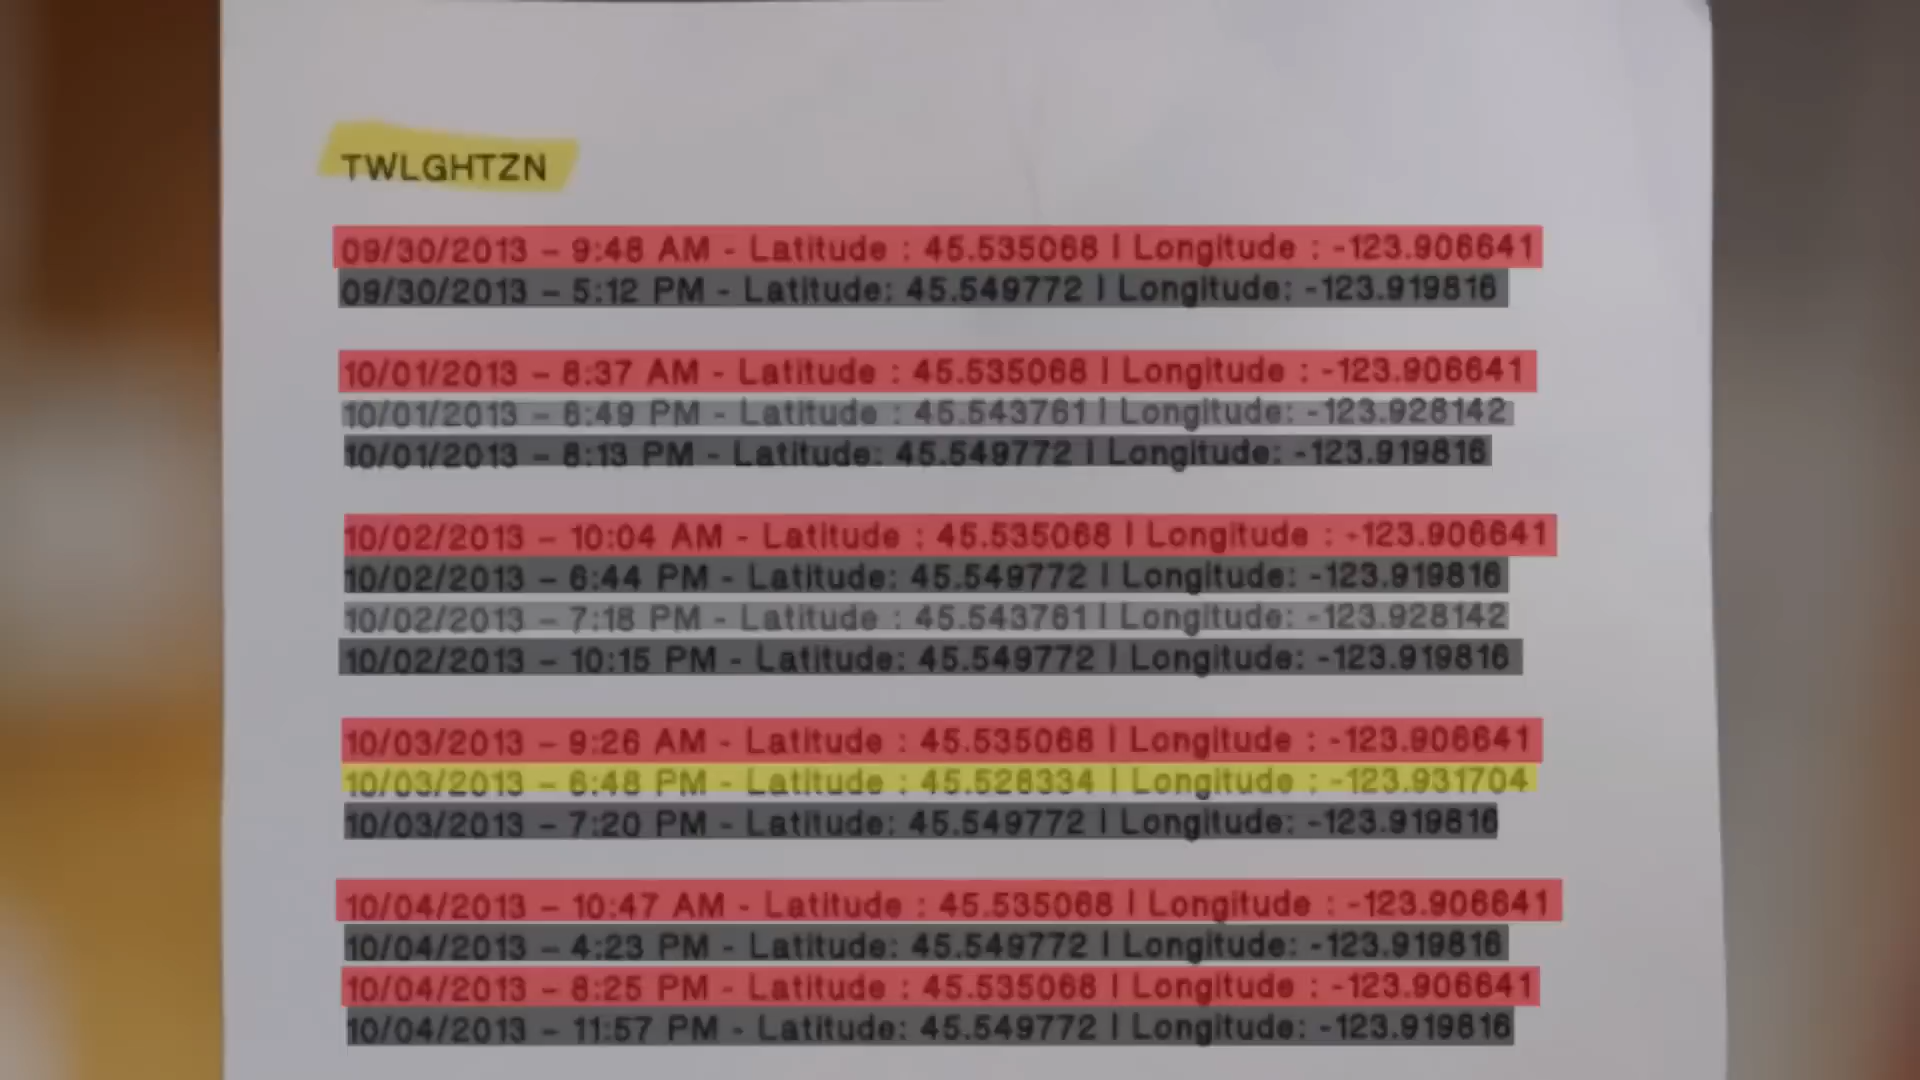 TWLGHTZN
09/30/2013 – 9:48 AM - Latitude : 45.535068 | Longitude : -123.906641
09/30/2013 – 5:12 PM - Latitude: 45.549772 | Longitude: -123.919816
10/01/2013 – 8:37 AM - Latitude : 45.535068 | Longitude : -123.906641
10/01/2013 – 6:49 PM - Latitude : 45.543761 | Longitude: -123.928142
10/01/2013 – 8:13 PM - Latitude: 45.549772 | Longitude: -123.919816
10/02/2013 – 10:04 AM - Latitude : 45.535068 | Longitude : -123.906641
10/02/2013 – 6:44 PM - Latitude: 45.549772 | Longitude: -123.919816
10/02/2013 – 7:18 PM - Latitude : 45.543761 | Longitude: -123.928142
10/02/2013 – 10:15 PM - Latitude: 45.549772 | Longitude: -123.919816
10/03/2013 – 9:26 AM - Latitude : 45.535068 | Longitude : -123.906641
10/03/2013 – 6:48 PM - Latitude : 45.528334 | Longitude : -123.931704
10/03/2013 – 7:20 PM - Latitude: 45.549772 | Longitude: -123.919816
10/04/2013 – 10:47 AM - Latitude : 45.535068 | Longitude : -123.906641
10/04/2013 – 4:23 PM - Latitude: 45.549772 | Longitude: -123.919816
10/04/2013 – 8:25 PM - Latitude : 45.535068 | Longitude : -123.906641
10/04/2013 – 11:57 PM - Latitude: 45.549772 | Longitude: -123.919816